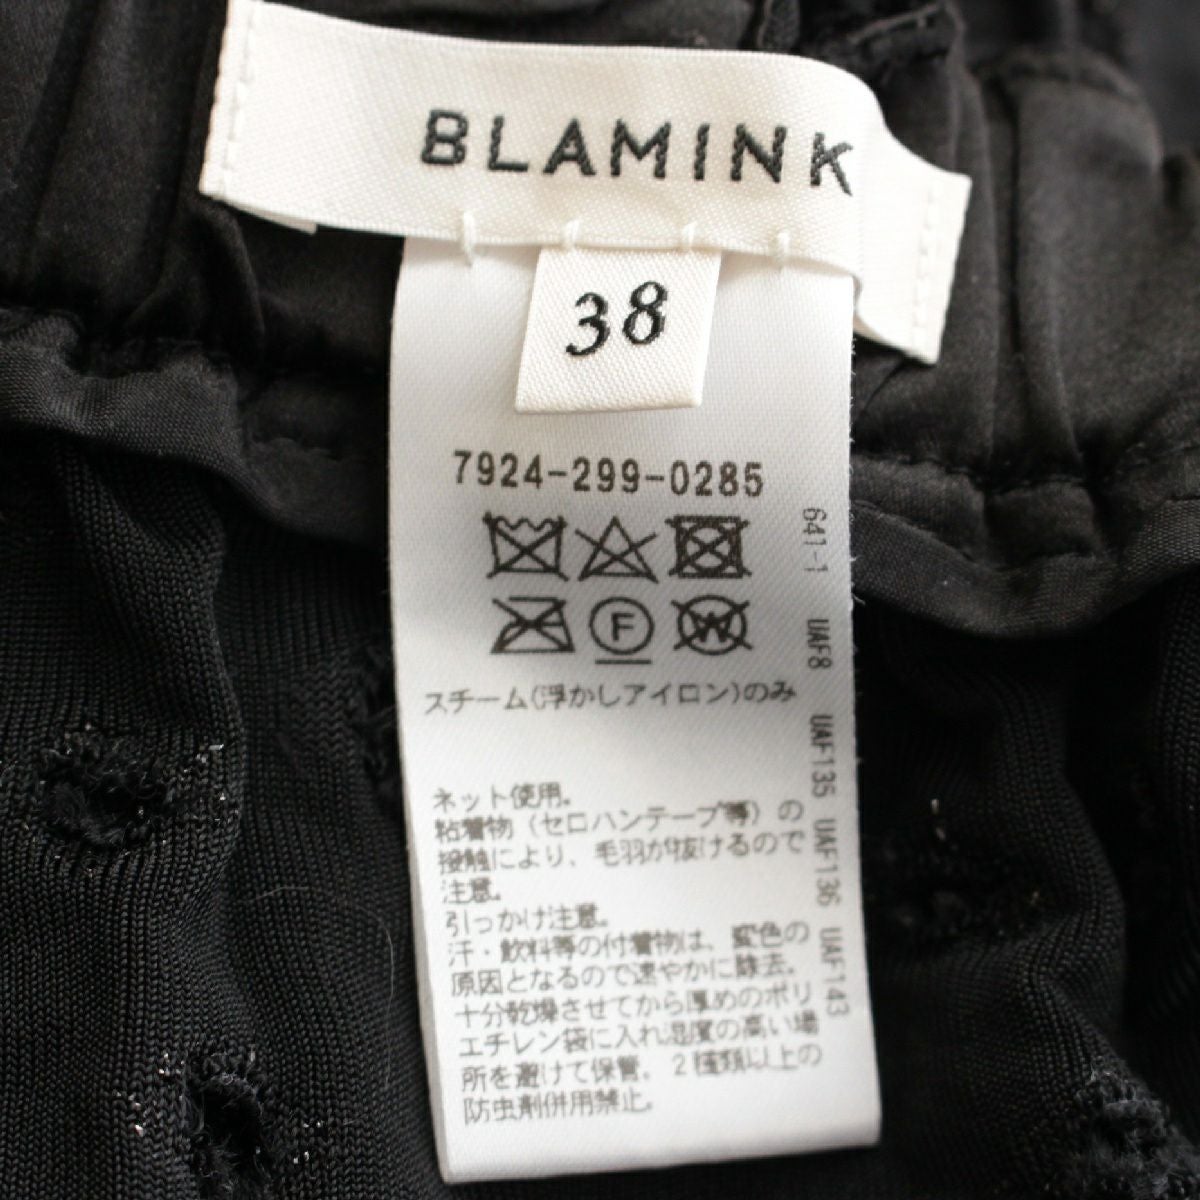 BLAMINK
38
7924-299-0285
F
W
スチーム(浮かしアイロン)のみ
ネット使用。
粘着物（セロハンテープ等）の
接触により、毛羽が抜けるので
注意。
引っかけ注意。
汗・飲料等の付着物は、変色の
原因となるので速やかに除去。
十分乾燥させてから厚めのポリ
エチレン袋に入れ湿度の高い場
所を避けて保管。2種類以上の
防虫剤併用禁止。
641-1 UAF8 UAF135 UAF136 UAF143